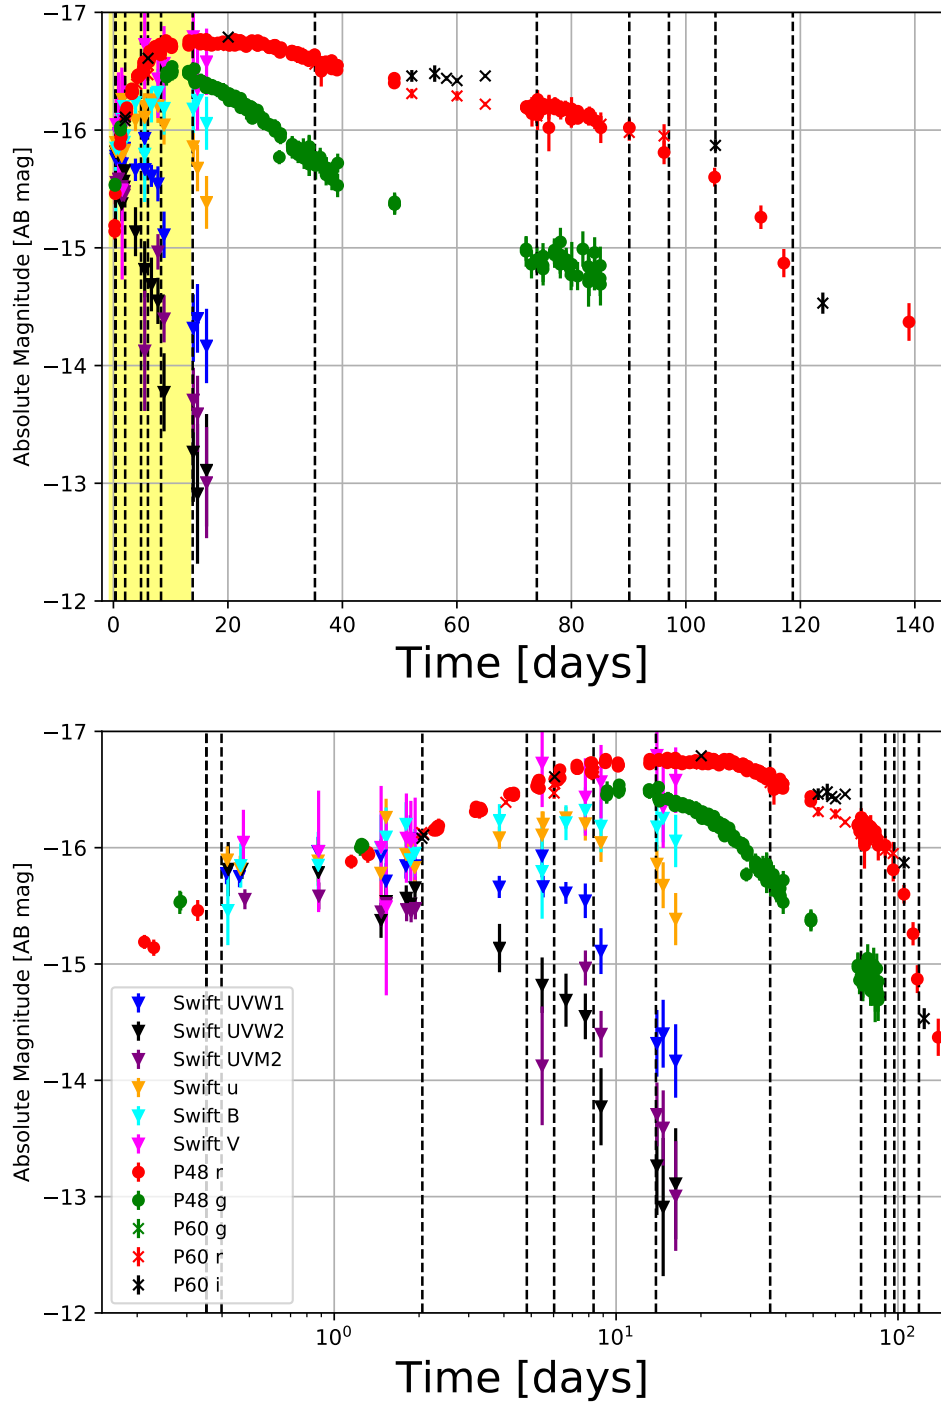 −17
−16
−15
−14
−13
−12
Absolute Magnitude [AB mag]
0 20 40 60 80 100 120 140
Time [days]
−17
−16
−15
−14
−13
−12
Absolute Magnitude [AB mag]
Swift UVW1
Swift UVW2
Swift UVM2
Swift u
Swift B
Swift V
P48 r
P48 g
P60 g
P60 r
P60 i
10⁰ 10¹ 10²
Time [days]